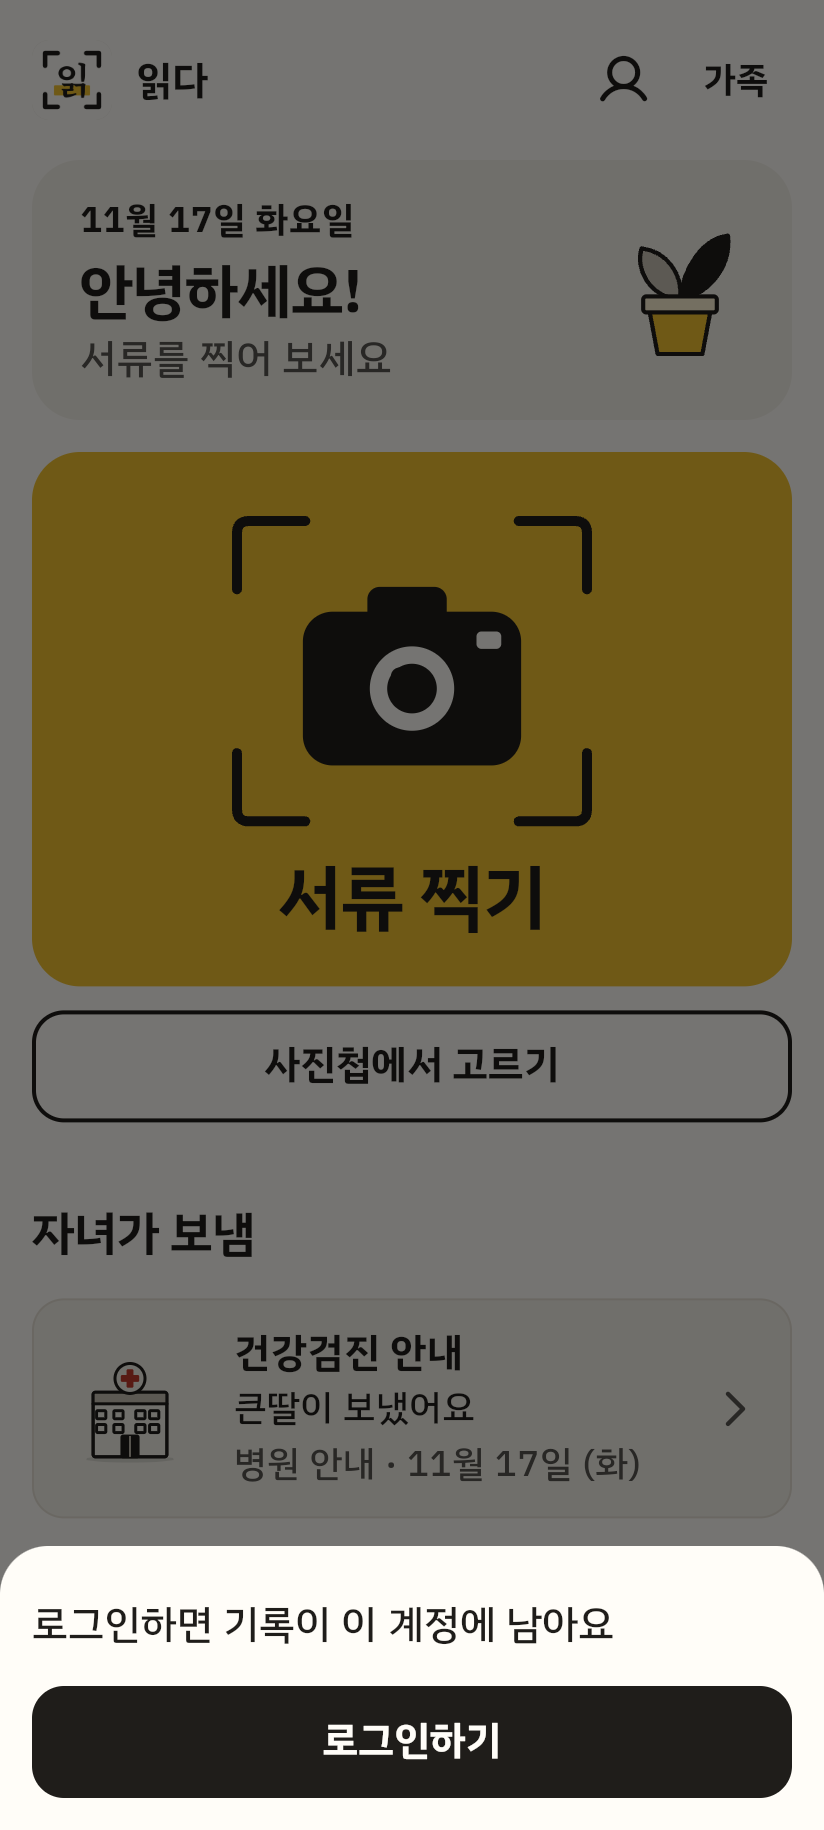 읽 읽다 가족
11월 17일 화요일
안녕하세요!
서류를 찍어 보세요
서류 찍기
사진첩에서 고르기
자녀가 보냄
건강검진 안내
큰딸이 보냈어요
병원 안내 · 11월 17일 (화)
로그인하면 기록이 이 계정에 남아요
로그인하기